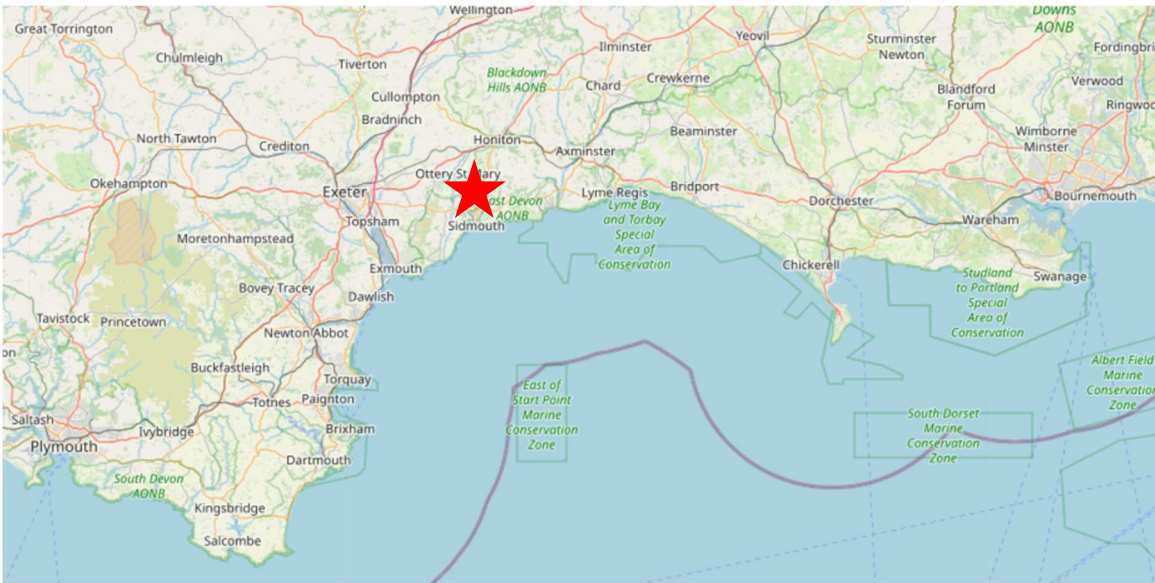 Wellington
Downs
AONB
Great Torrington
Yeovil
Sturminster
Newton
Ilminster
Fordingbri
Chulmleigh
Tiverton
Blackdown
Hills AONB
Crewkerne
Chard
Verwood
Blandford
Forum
Cullompton
Ringwoo
Bradninch
Beaminster
Wimborne
Minster
North Tawton
Crediton
Honiton
Axminster
Ottery St Mary
Okehampton
Exeter
Lyme Regis
Bridport
Bournemouth
Dorchester
ast Devon
AONB
Lyme Bay
and Torbay
Special
Area of
Conservation
Topsham
Sidmouth
Wareham
Moretonhampstead
Exmouth
Chickerell
Studland
to Portland
Special
Area of
Conservation
Swanage
Bovey Tracey
Dawlish
Tavistock
Princetown
Newton Abbot
on
Buckfastleigh
Torquay
Albert Field
Marine
Conservation
Zone
East of
Start Point
Marine
Conservation
Zone
Totnes
Paignton
Saltash
Plymouth
Ivybridge
Brixham
South Dorset
Marine
Conservation
Zone
Dartmouth
South Devon
AONB
Kingsbridge
Salcombe